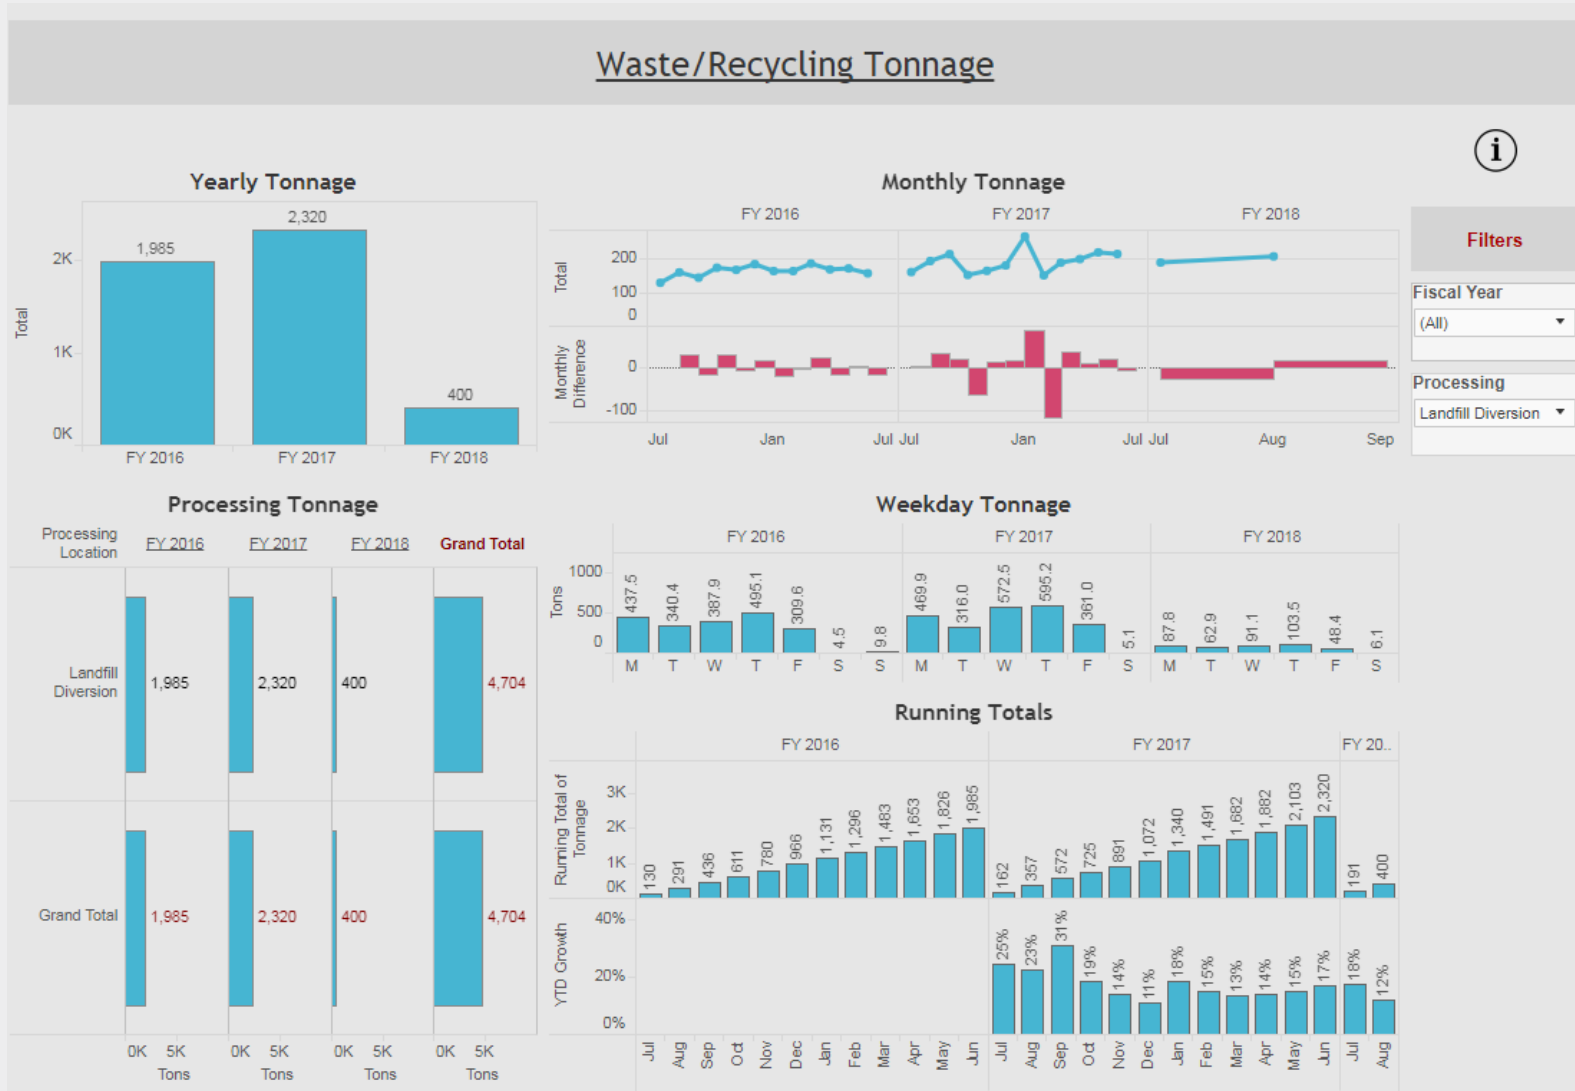 Waste/Recycling Tonnage
i
Yearly Tonnage
Total
2K
1K
0K
1,985
2,320
400
FY 2016 FY 2017 FY 2018
Monthly Tonnage
FY 2016 FY 2017 FY 2018
Total
200
100
0
Monthly
Difference
0
-100
Jul Jan Jul Jul Jan Jul Jul Aug Sep
Filters
Fiscal Year
(All)
Processing
Landfill Diversion
Processing Tonnage
Processing
Location
FY 2016 FY 2017 FY 2018 Grand Total
Landfill
Diversion
1,985 2,320 400 4,704
Grand Total 1,985 2,320 400 4,704
0K 5K 0K 5K 0K 5K 0K 5K
Tons Tons Tons Tons
Weekday Tonnage
FY 2016 FY 2017 FY 2018
Tons
1000
500
0
437.5 340.4 387.9 495.1 309.6 4.5 9.8 469.9 316.0 572.5 595.2 361.0 5.1 87.8 62.9 91.1 103.5 48.4 6.1
M T W T F S S M T W T F S M T W T F S
Running Totals
FY 2016 FY 2017 FY 20..
Running Total of
Tonnage
3K
2K
1K
0K
130 291 436 611 780 966 1,131 1,296 1,483 1,653 1,826 1,985 162 357 572 725 891 1,072 1,340 1,491 1,682 1,882 2,103 2,320 191 400
YTD Growth
40%
20%
0%
25% 23% 31% 19% 14% 11% 18% 15% 13% 14% 15% 17% 18% 12%
Jul Aug Sep Oct Nov Dec Jan Feb Mar Apr May Jun Jul Aug Sep Oct Nov Dec Jan Feb Mar Apr May Jun Jul Aug